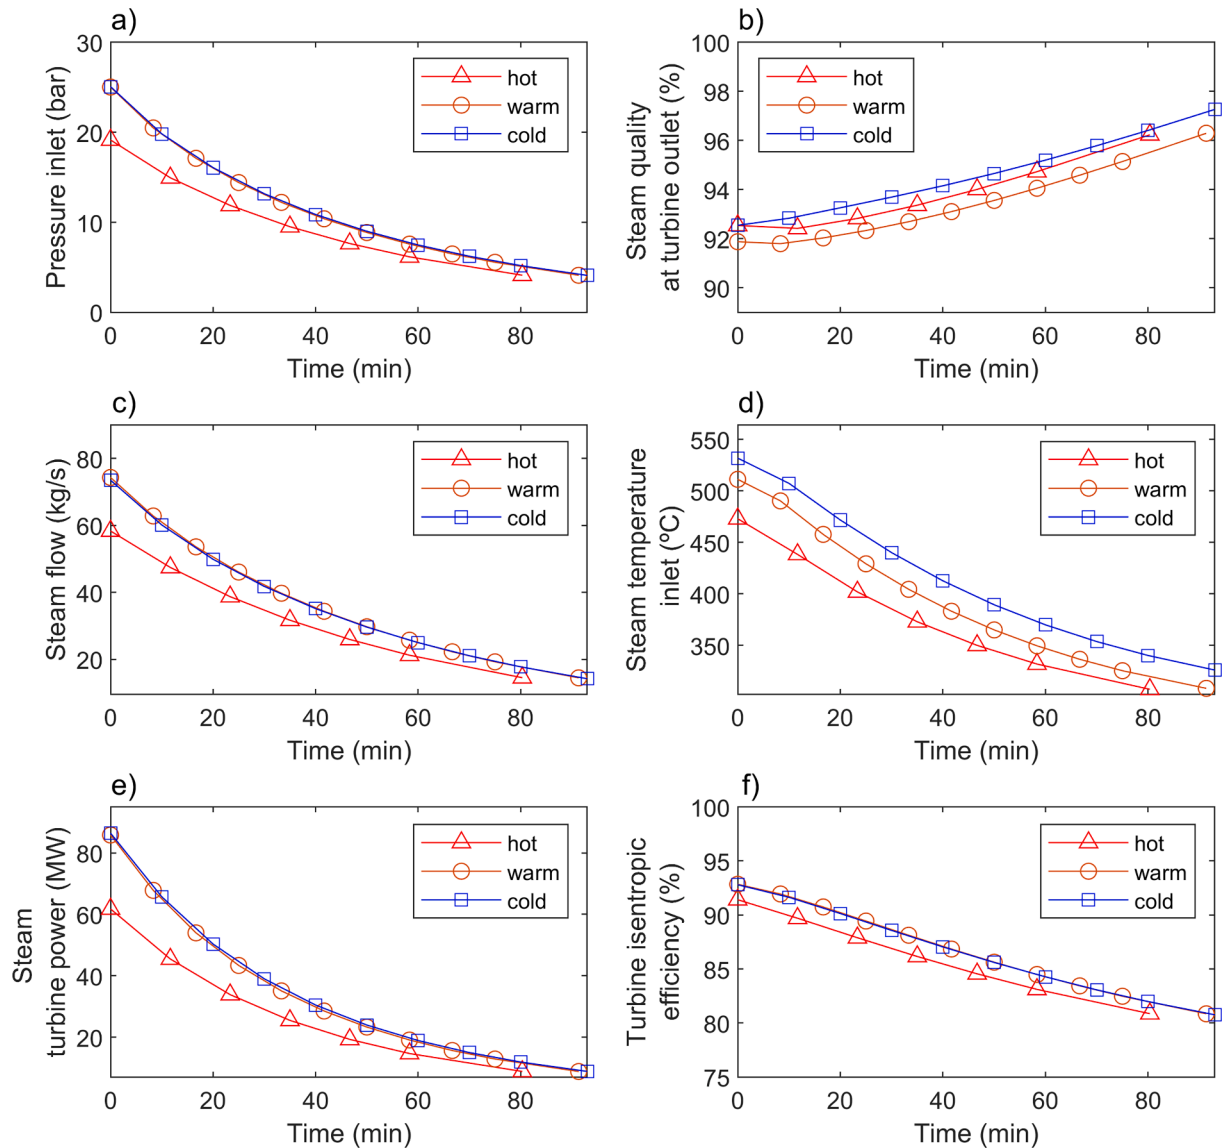 a)
30
20
10
0
Pressure inlet (bar)
hot
warm
cold
0 20 40 60 80
Time (min)
b)
100
98
96
94
92
90
Steam quality
at turbine outlet (%)
hot
warm
cold
0 20 40 60 80
Time (min)
c)
80
60
40
20
Steam flow (kg/s)
hot
warm
cold
0 20 40 60 80
Time (min)
d)
550
500
450
400
350
Steam temperature
inlet (ºC)
hot
warm
cold
0 20 40 60 80
Time (min)
e)
80
60
40
20
Steam
turbine power (MW)
hot
warm
cold
0 20 40 60 80
Time (min)
f)
100
95
90
85
80
75
Turbine isentropic
efficiency (%)
hot
warm
cold
0 20 40 60 80
Time (min)